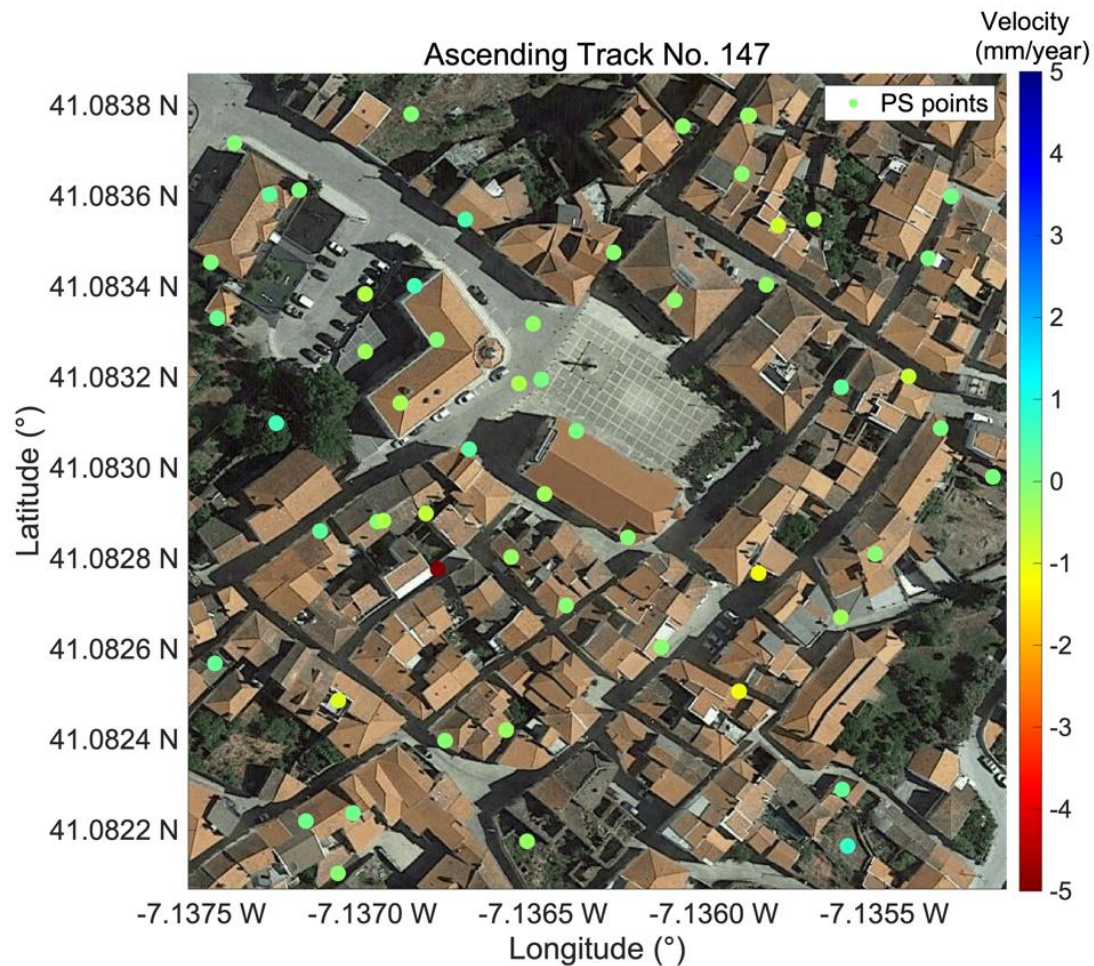 Velocity
(mm/year)
Ascending Track No. 147
PS points
41.0838 N
41.0836 N
41.0834 N
41.0832 N
41.0830 N
41.0828 N
41.0826 N
41.0824 N
41.0822 N
Latitude (°)
-7.1375 W
-7.1370 W
-7.1365 W
-7.1360 W
-7.1355 W
Longitude (°)
5
4
3
2
1
0
-1
-2
-3
-4
-5